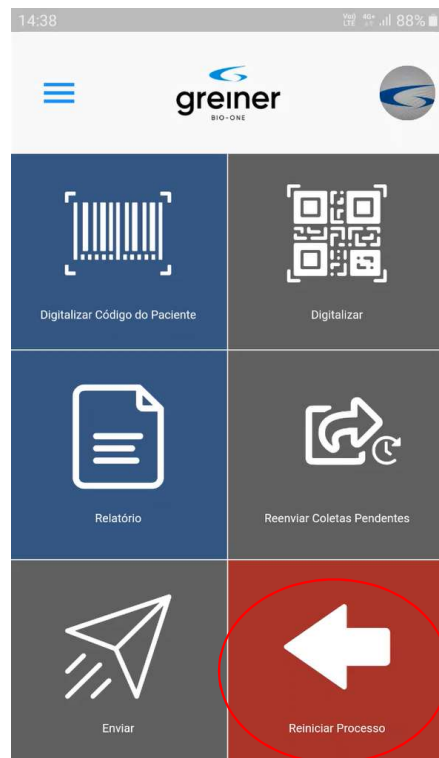 14:38
88%
greiner
BIO-ONE
Digitalizar Código do Paciente
Digitalizar
Relatório
Reenviar Coletas Pendentes
Enviar
Reiniciar Processo